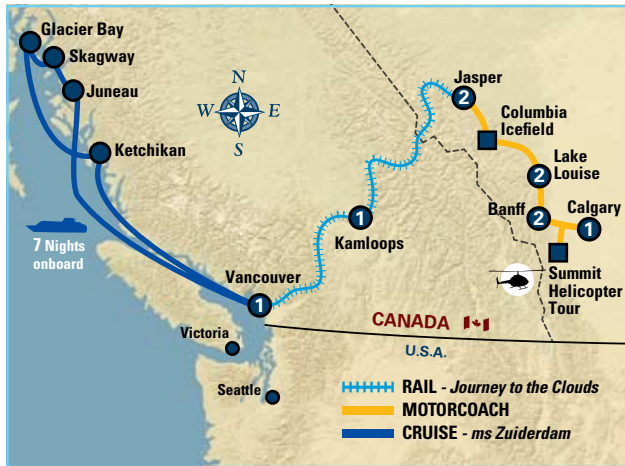 Glacier Bay
Skagway
Juneau
Ketchikan
N
W E
S
7 Nights
onboard
Jasper
2
Columbia
Icefield
Lake
Louise
2
Banff
2
Calgary
1
Summit
Helicopter
Tour
1
Kamloops
Vancouver
1
Victoria
Seattle
CANADA
U.S.A.
RAIL - Journey to the Clouds
MOTORCOACH
CRUISE - ms Zuiderdam